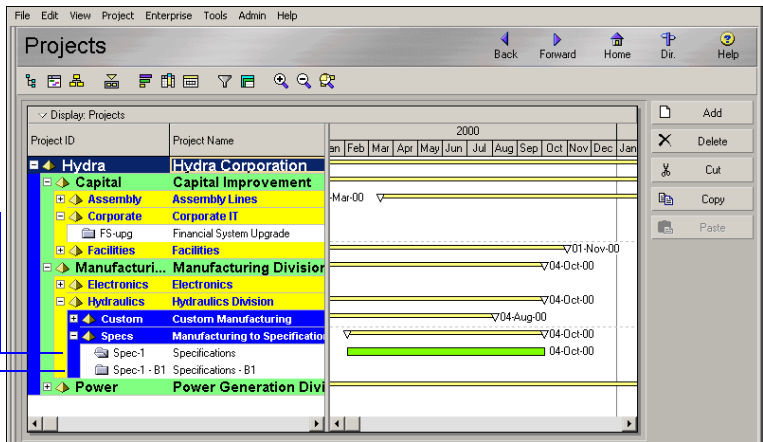 File Edit View Project Enterprise Tools Admin Help
Projects
Back Forward Home Dir. Help
Display: Projects
Project ID Project Name
2000
an Feb Mar Apr May Jun Jul Aug Sep Oct Nov Dec Jan
Hydra Hydra Corporation
Capital Capital Improvement
Assembly Assembly Lines -Mar-00
Corporate Corporate IT
FS-upg Financial System Upgrade
Facilities Facilities 01-Nov-00
Manufacturi... Manufacturing Division 04-Oct-00
Electronics Electronics
Hydraulics Hydraulics Division 04-Oct-00
Custom Custom Manufacturing 04-Aug-00
Specs Manufacturing to Specificatio 04-Oct-00
Spec-1 Specifications 04-Oct-00
Spec-1 - B1 Specifications - B1
Power Power Generation Divi
Add
Delete
Cut
Copy
Paste